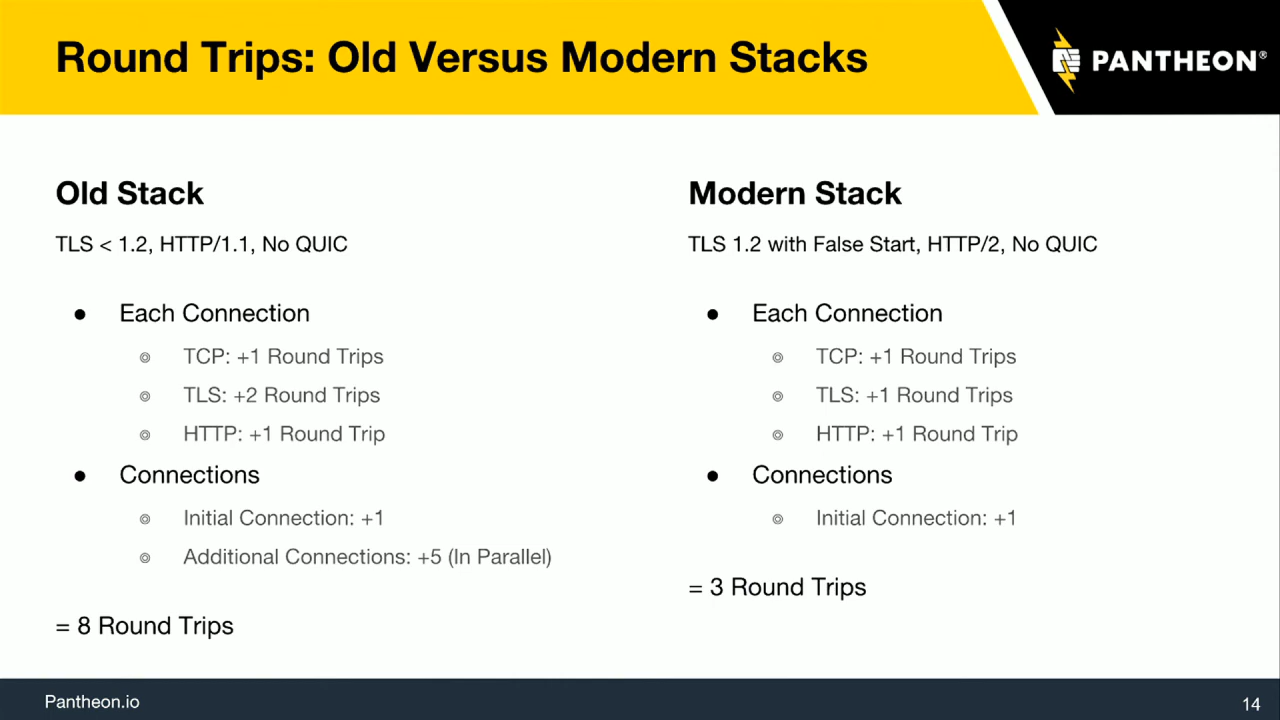 Round Trips: Old Versus Modern Stacks
PANTHEON®
Old Stack
TLS < 1.2, HTTP/1.1, No QUIC
● Each Connection
◎ TCP: +1 Round Trips
◎ TLS: +2 Round Trips
◎ HTTP: +1 Round Trip
● Connections
◎ Initial Connection: +1
◎ Additional Connections: +5 (In Parallel)
= 8 Round Trips
Modern Stack
TLS 1.2 with False Start, HTTP/2, No QUIC
● Each Connection
◎ TCP: +1 Round Trips
◎ TLS: +1 Round Trips
◎ HTTP: +1 Round Trip
● Connections
◎ Initial Connection: +1
= 3 Round Trips
Pantheon.io
14